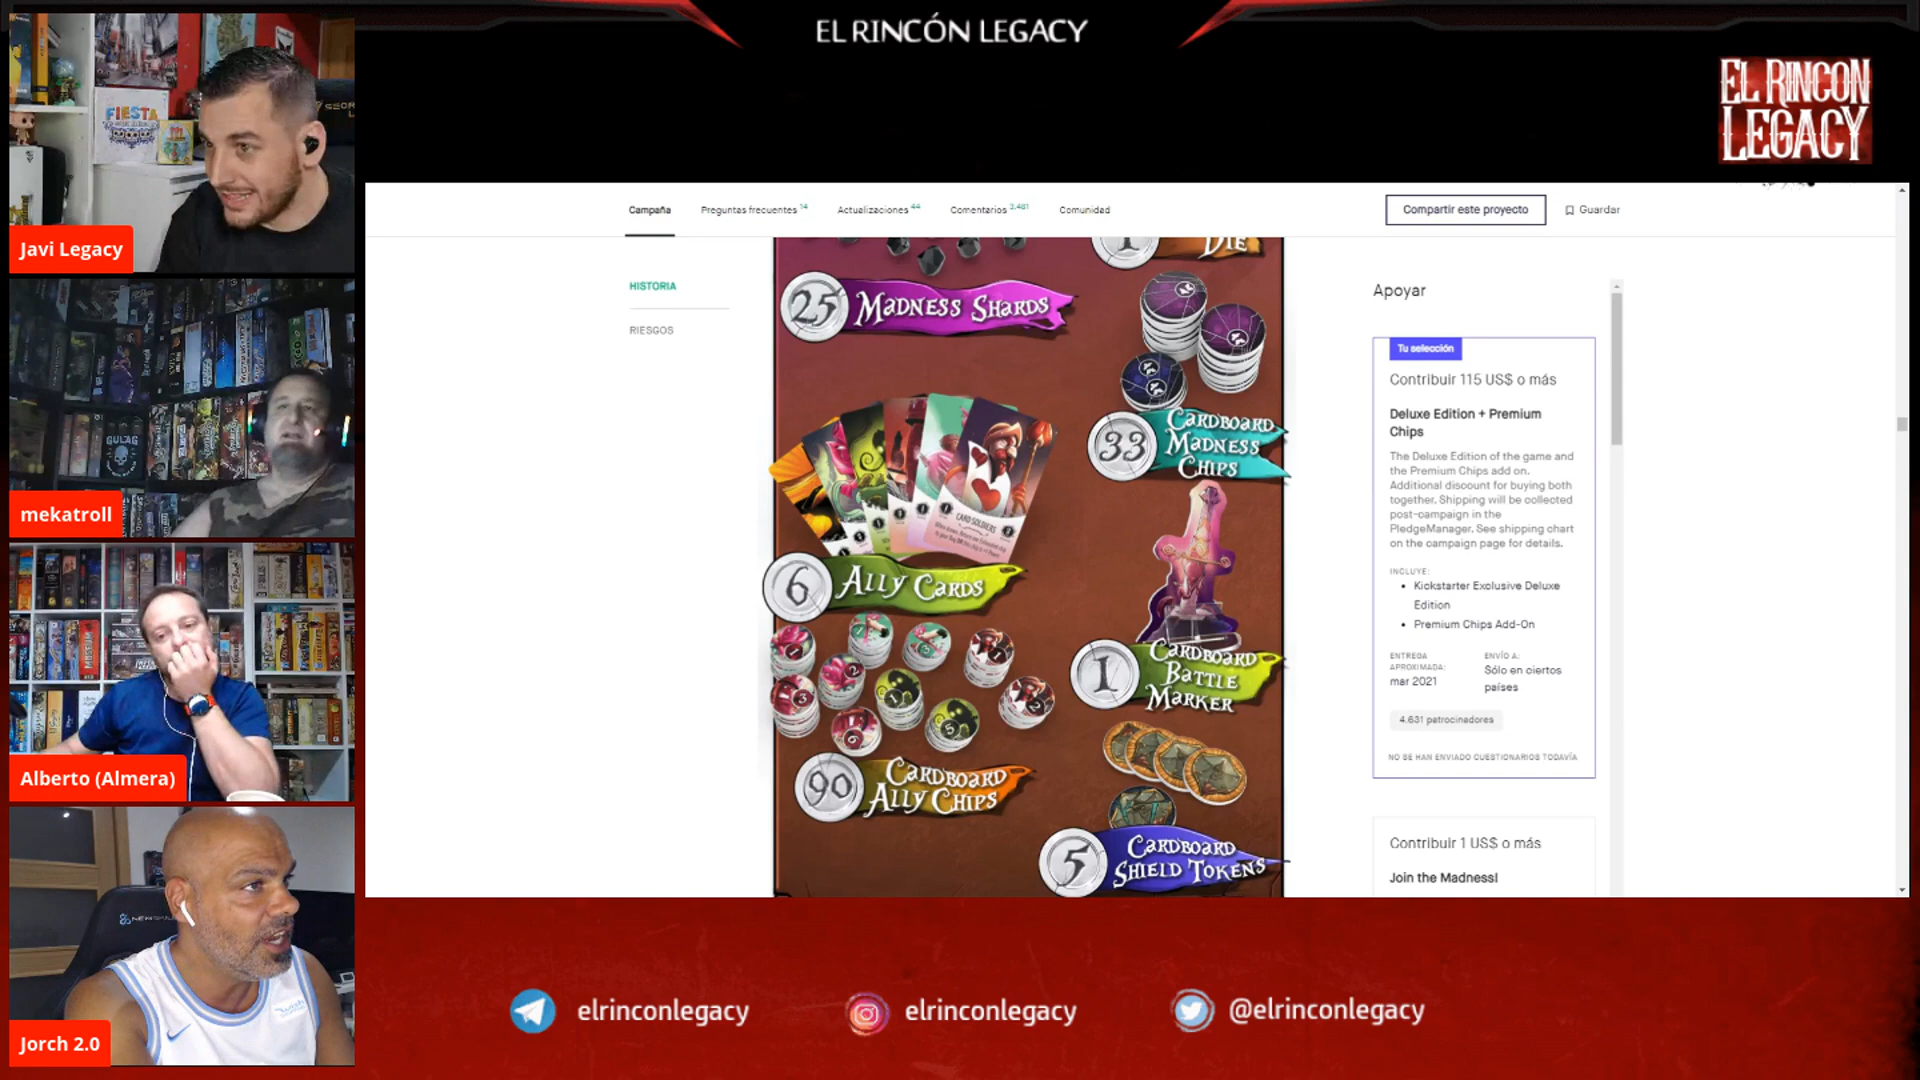 EL RINCÓN LEGACY
EL RINCON
LEGACY
FIESTA
Javi Legacy
GULAG
mekatroll
Alberto (Almera)
Jorch 2.0
Campaña
Preguntas frecuentes 14
Actualizaciones 44
Comentarios 3.481
Comunidad
Compartir este proyecto
Guardar
HISTORIA
RIESGOS
1 DIE
25 MADNESS SHARDS
33 CARDBOARD
MADNESS
CHIPS
CARD SOLDIERS
6 ALLY CARDS
1 CARDBOARD
BATTLE
MARKER
90 CARDBOARD
ALLY CHIPS
5 CARDBOARD
SHIELD TOKENS
Apoyar
Tu selección
Contribuir 115 US$ o más
Deluxe Edition + Premium
Chips
The Deluxe Edition of the game and
the Premium Chips add on.
Additional discount for buying both
together. Shipping will be collected
post-campaign in the
PledgeManager. See shipping chart
on the campaign page for details.
INCLUYE:
Kickstarter Exclusive Deluxe
Edition
Premium Chips Add-On
ENTREGA
APROXIMADA:
mar 2021
ENVÍO A:
Sólo en ciertos
países
4.631 patrocinadores
NO SE HAN ENVIADO CUESTIONARIOS TODAVÍA
Contribuir 1 US$ o más
Join the Madness!
elrinconlegacy
elrinconlegacy
@elrinconlegacy